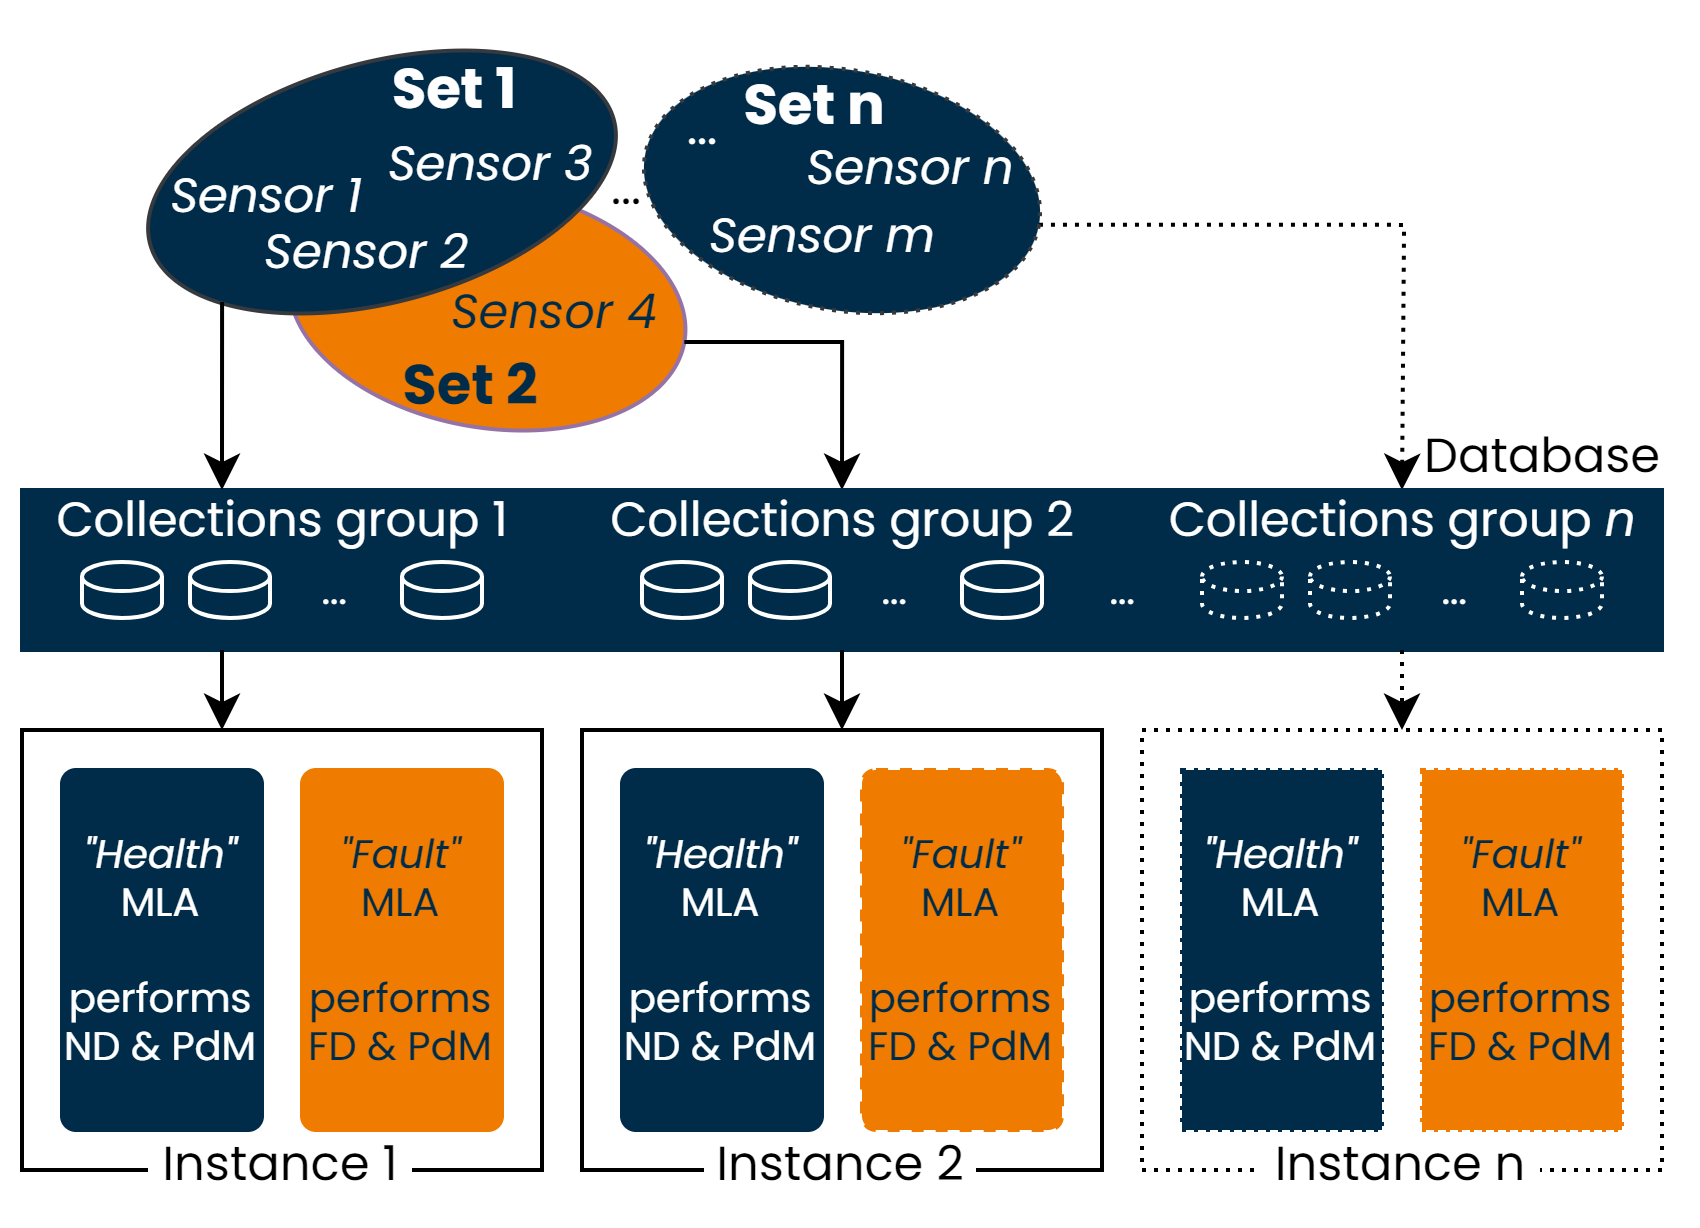 Set 1
Sensor 3
Sensor 1
Sensor 2
...
Set n
...
Sensor n
Sensor m
Sensor 4
Set 2
Database
Collections group 1
...
Collections group 2
...
...
Collections group n
...
"Health"
MLA
performs
ND & PdM
"Fault"
MLA
performs
FD & PdM
Instance 1
"Health"
MLA
performs
ND & PdM
"Fault"
MLA
performs
FD & PdM
Instance 2
"Health"
MLA
performs
ND & PdM
"Fault"
MLA
performs
FD & PdM
Instance n